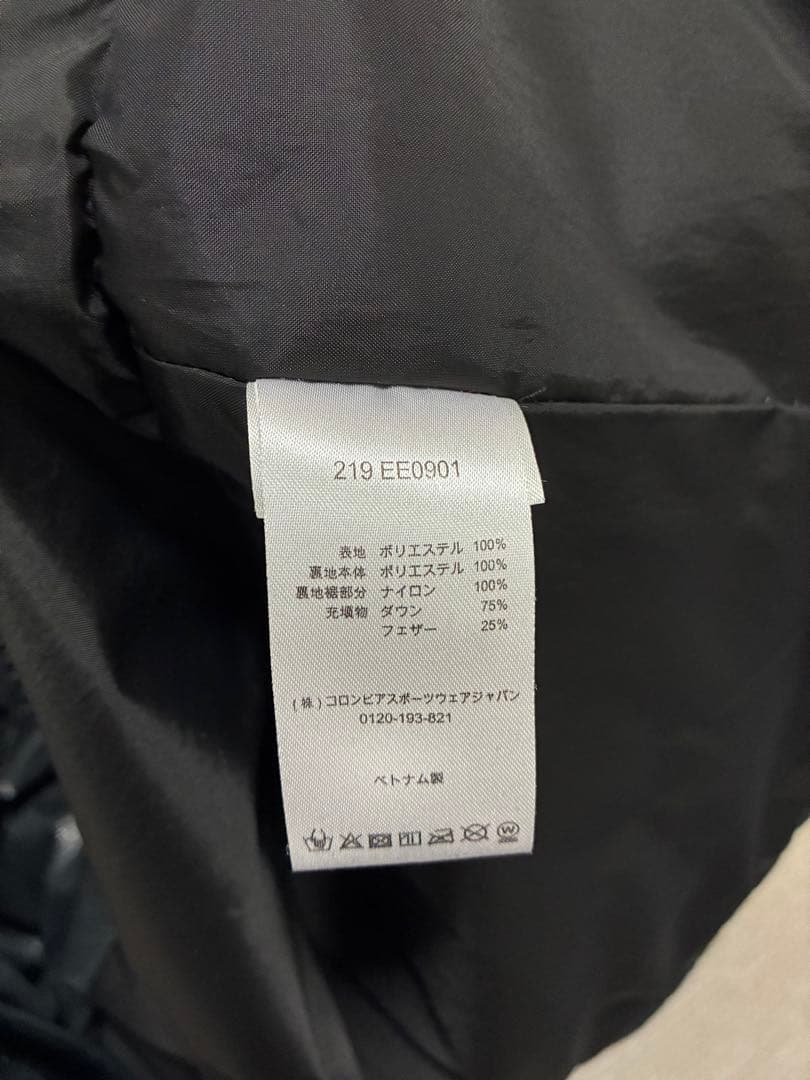 219 EE0901
表地 ポリエステル 100%
裏地本体 ポリエステル 100%
裏地裾部分 ナイロン 100%
充塡物 ダウン 75%
フェザー 25%
(株)コロンビアスポーツウェアジャパン
0120-193-821
ベトナム製